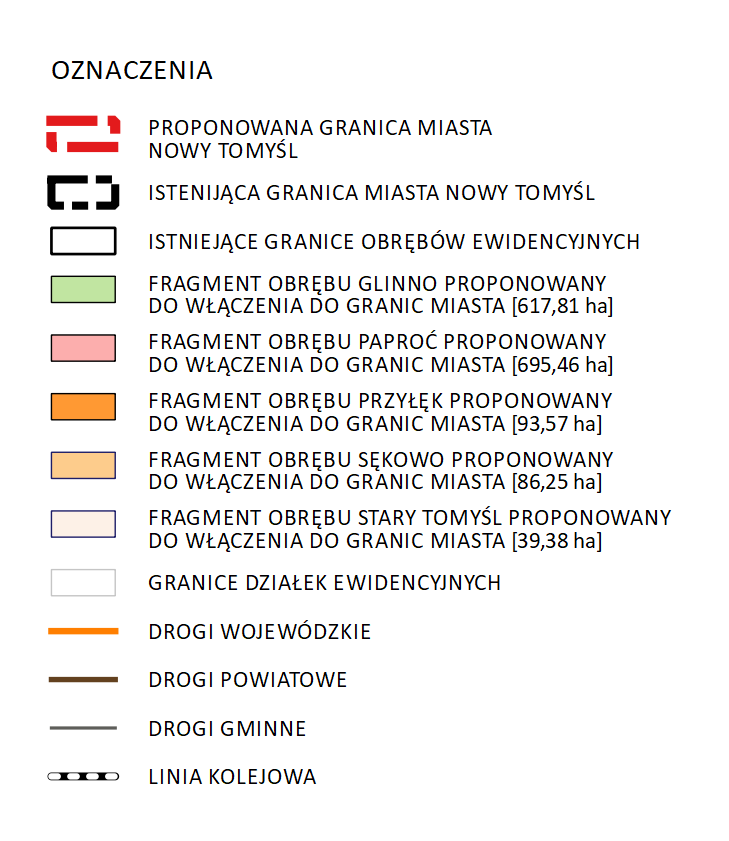 OZNACZENIA
PROPONOWANA GRANICA MIASTA
NOWY TOMYŚL
ISTENIJĄCA GRANICA MIASTA NOWY TOMYŚL
ISTNIEJĄCE GRANICE OBRĘBÓW EWIDENCYJNYCH
FRAGMENT OBRĘBU GLINNO PROPONOWANY
DO WŁĄCZENIA DO GRANIC MIASTA [617,81 ha]
FRAGMENT OBRĘBU PAPROĆ PROPONOWANY
DO WŁĄCZENIA DO GRANIC MIASTA [695,46 ha]
FRAGMENT OBRĘBU PRZYŁĘK PROPONOWANY
DO WŁĄCZENIA DO GRANIC MIASTA [93,57 ha]
FRAGMENT OBRĘBU SĘKOWO PROPONOWANY
DO WŁĄCZENIA DO GRANIC MIASTA [86,25 ha]
FRAGMENT OBRĘBU STARY TOMYŚL PROPONOWANY
DO WŁĄCZENIA DO GRANIC MIASTA [39,38 ha]
GRANICE DZIAŁEK EWIDENCYJNYCH
DROGI WOJEWÓDZKIE
DROGI POWIATOWE
DROGI GMINNE
LINIA KOLEJOWA